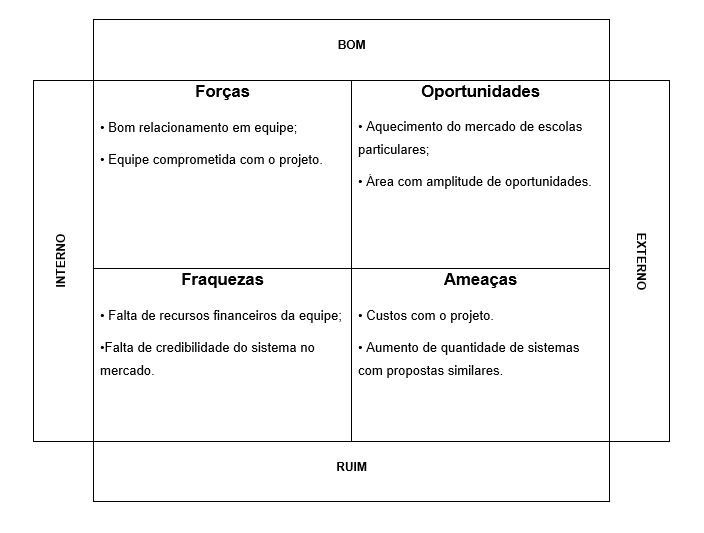 BOM
Forças
• Bom relacionamento em equipe;
• Equipe comprometida com o projeto.
Oportunidades
• Aquecimento do mercado de escolas
particulares;
• Área com amplitude de oportunidades.
INTERNO
EXTERNO
Fraquezas
• Falta de recursos financeiros da equipe;
•Falta de credibilidade do sistema no
mercado.
Ameaças
• Custos com o projeto.
• Aumento de quantidade de sistemas
com propostas similares.
RUIM